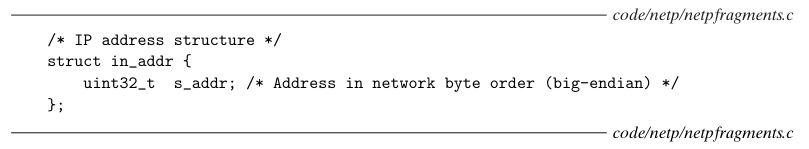 code/netp/netpfragments.c
/* IP address structure */
struct in_addr {
    uint32_t  s_addr; /* Address in network byte order (big-endian) */
};
code/netp/netpfragments.c